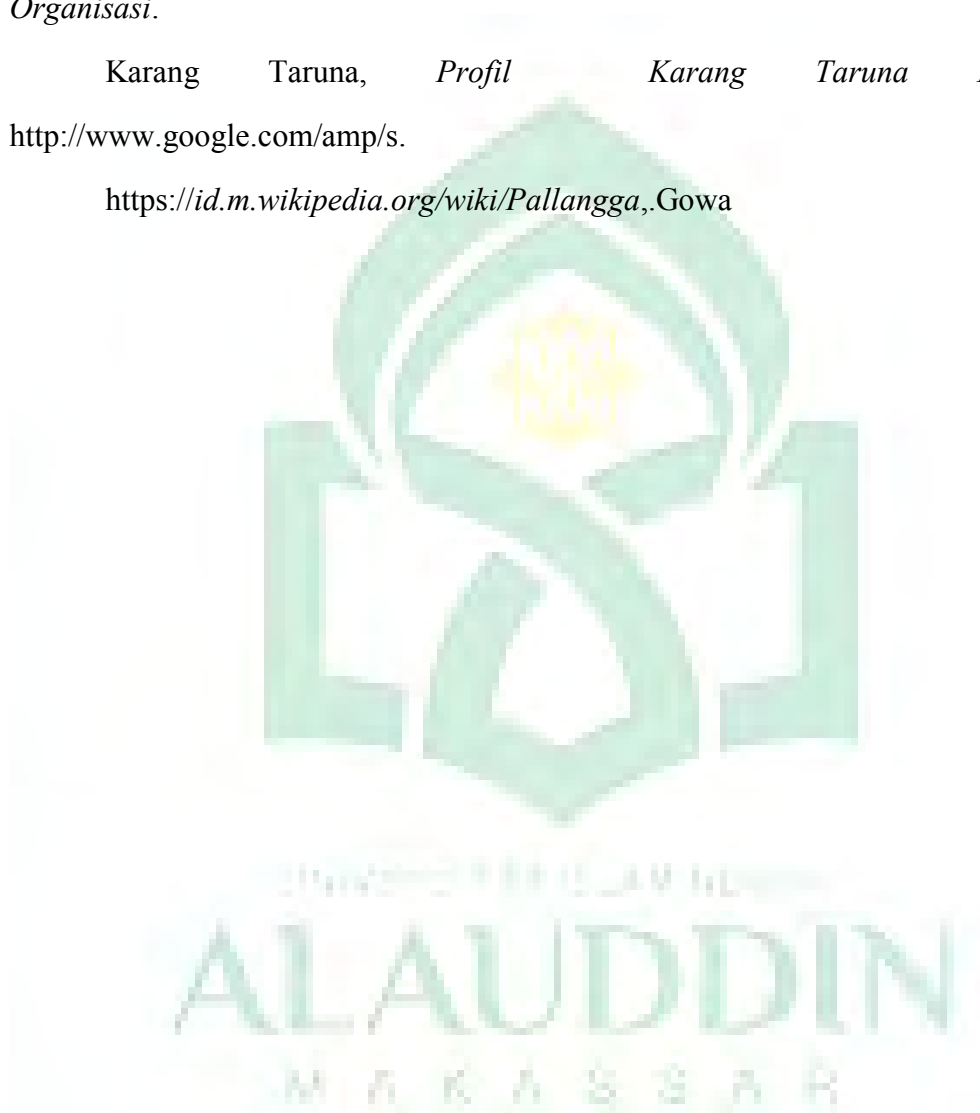 Organisasi.
Karang Taruna, Profil Karang Taruna
http://www.google.com/amp/s.
https://id.m.wikipedia.org/wiki/Pallangga,.Gowa
ALAUDDIN
MAKASSAR